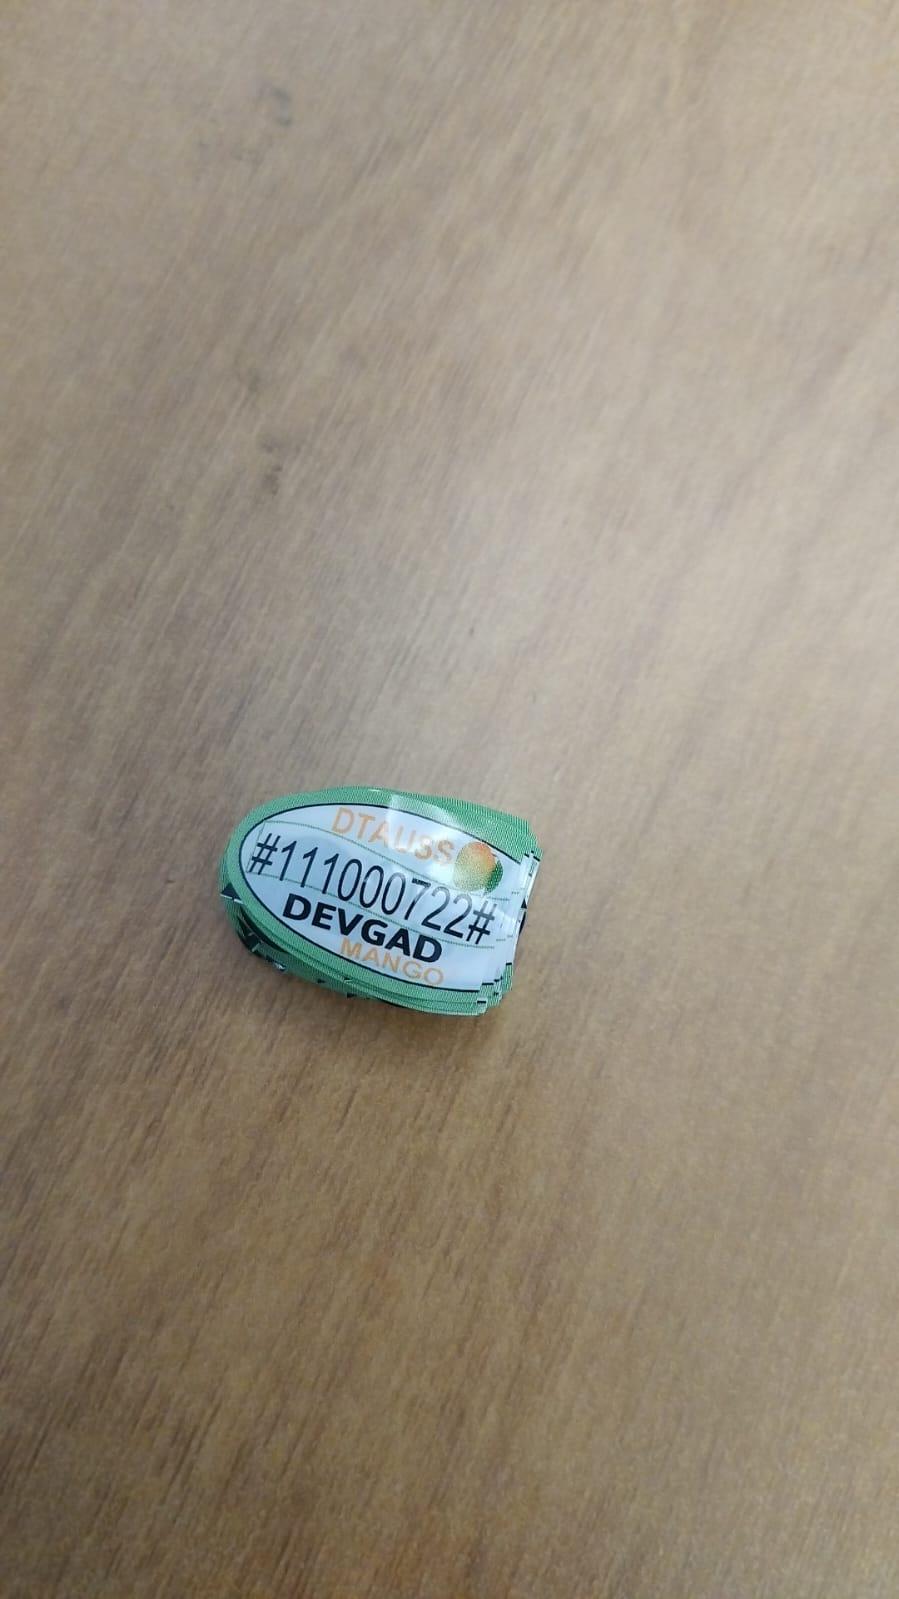 DTAUSS
#111000722#
DEVGAD
MANGO